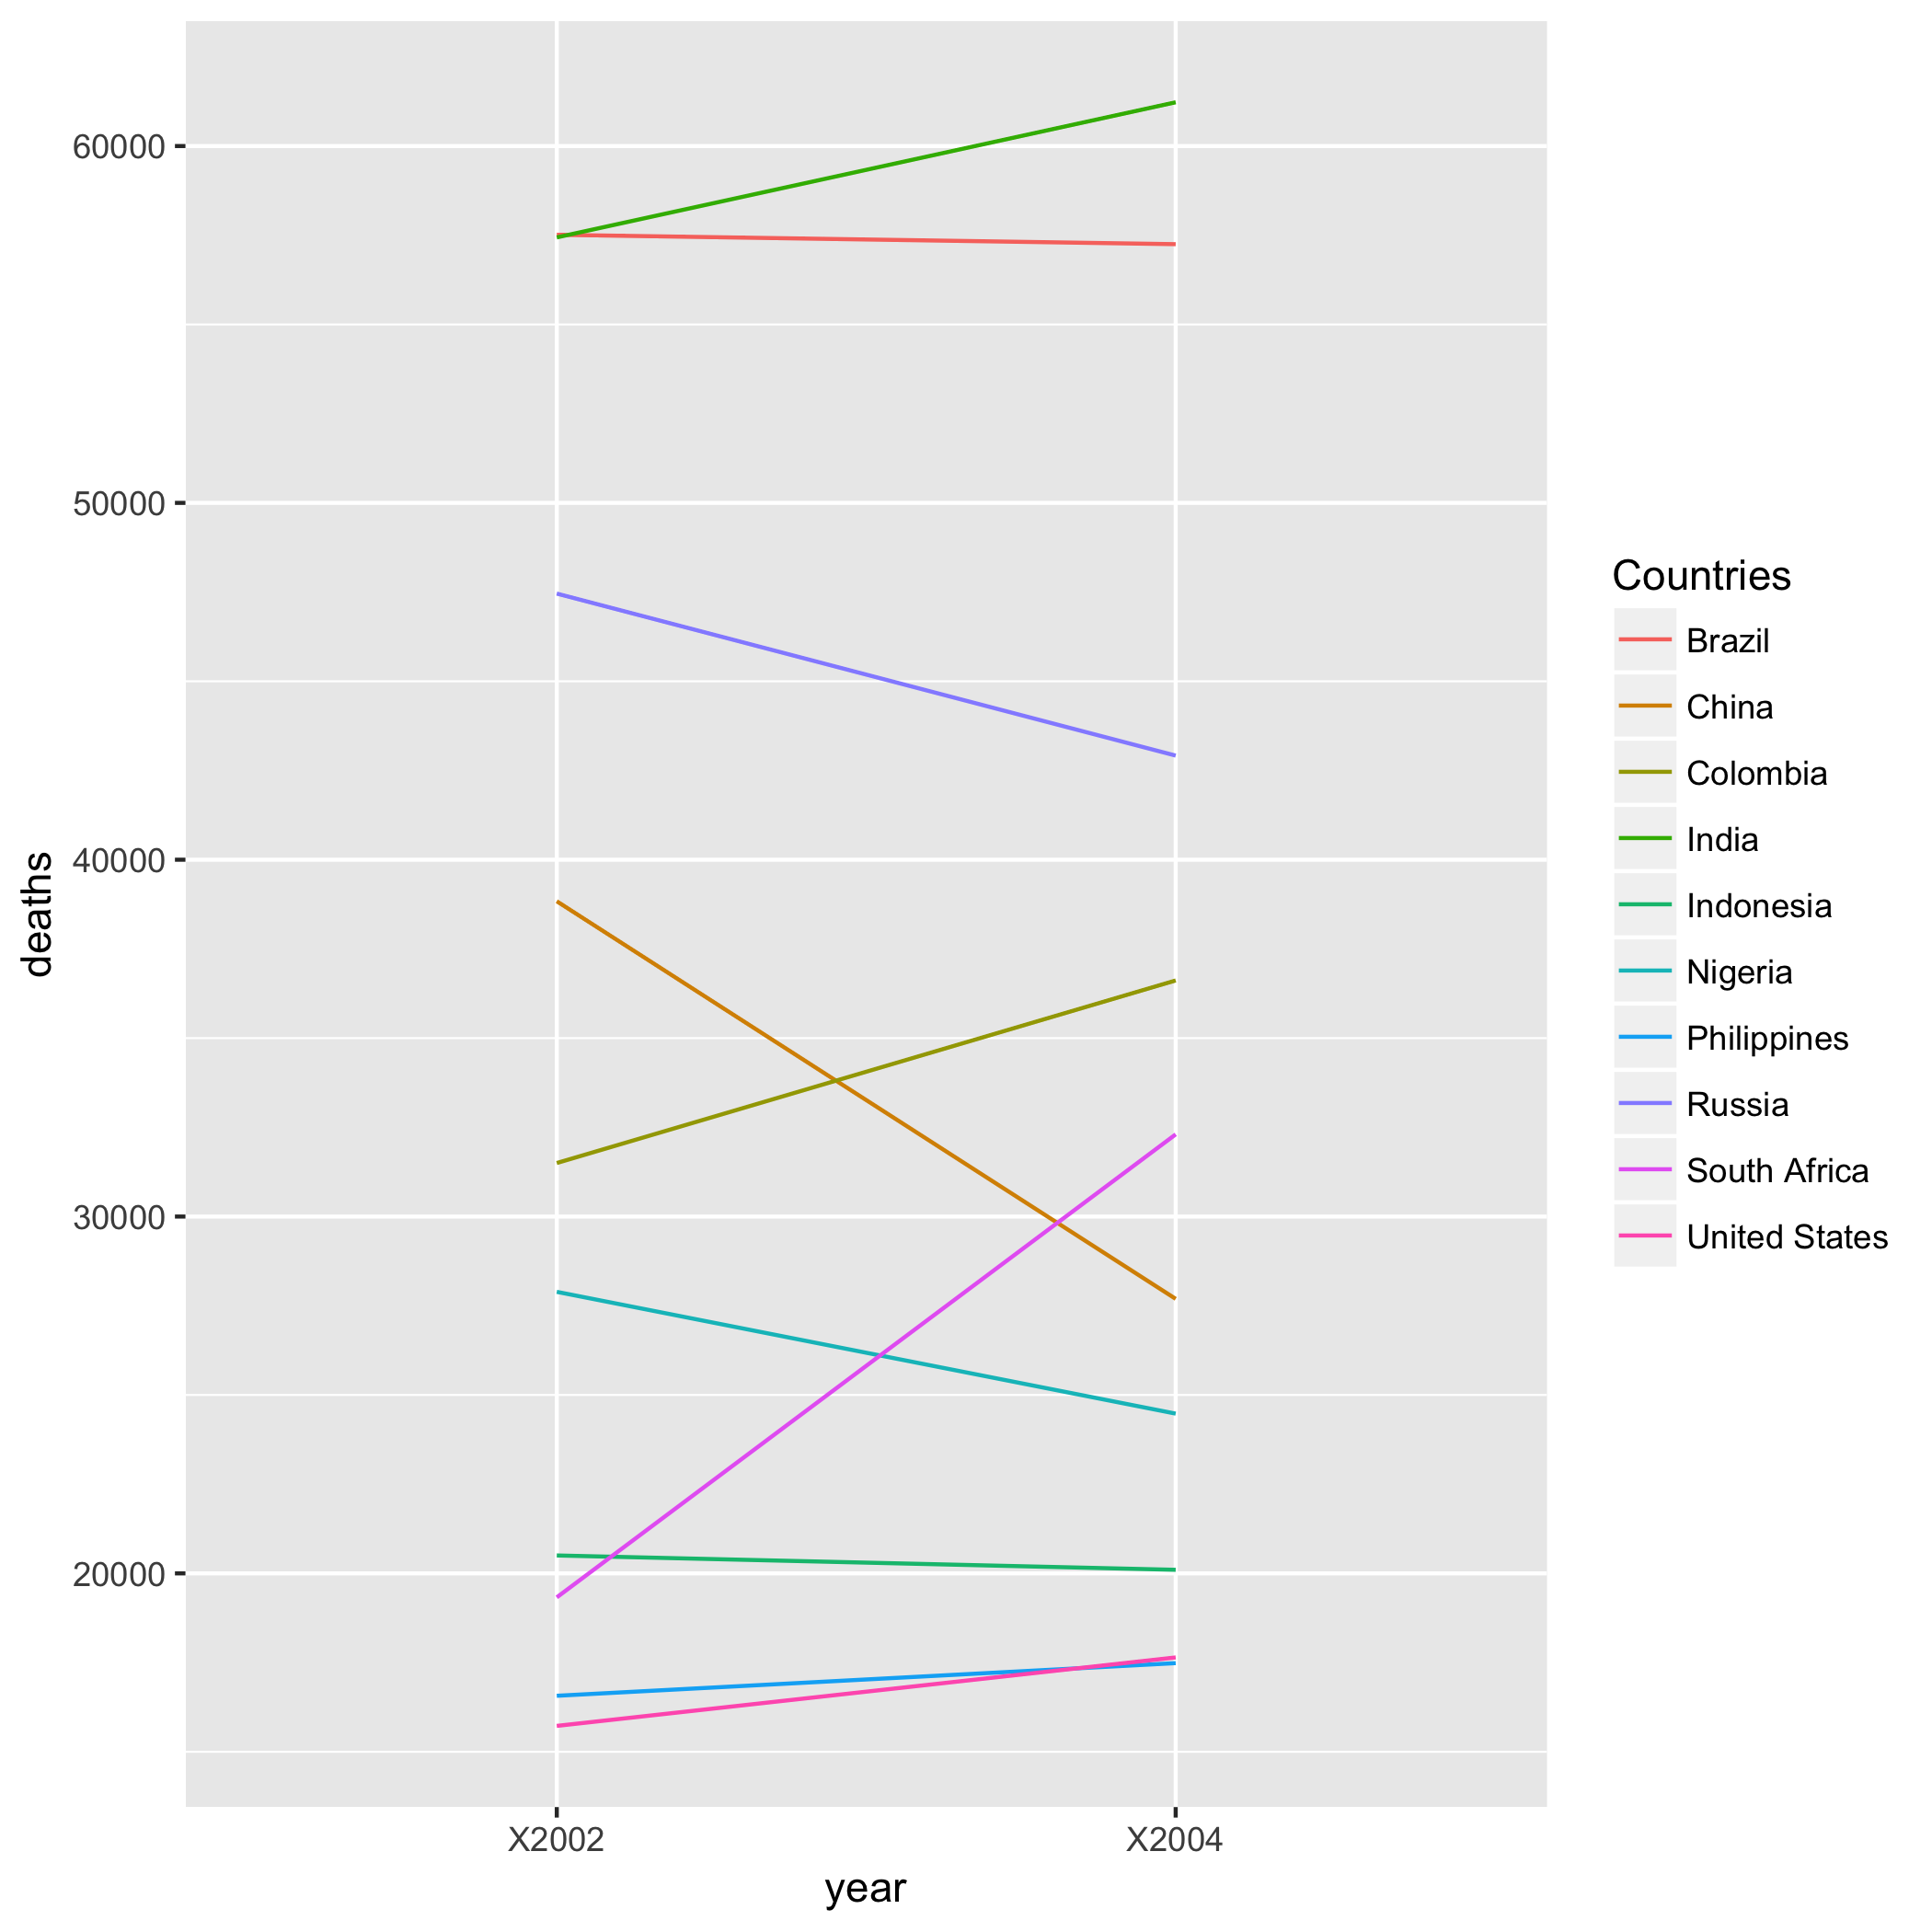 60000
50000
40000
30000
20000
deaths
X2002
X2004
year
Countries
Brazil
China
Colombia
India
Indonesia
Nigeria
Philippines
Russia
South Africa
United States